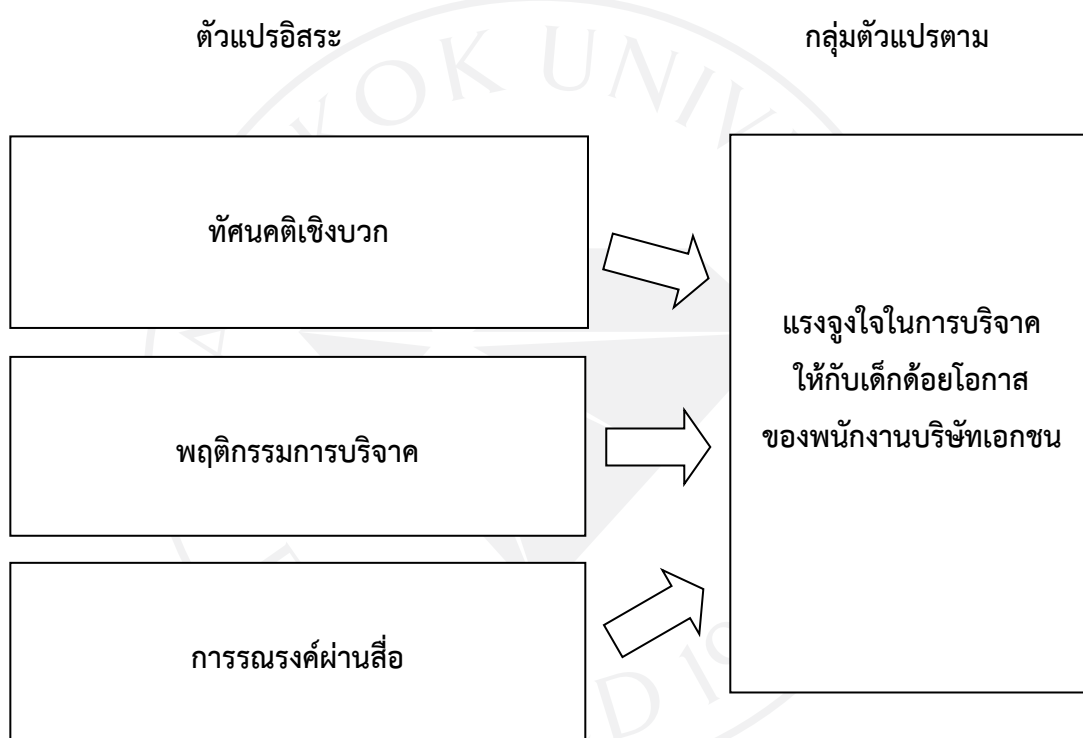 ตัวแปรอิสระ
กลุ่มตัวแปรตาม
ทัศนคติเชิงบวก
แรงจูงใจในการบริจาค
ให้กับเด็กด้อยโอกาส
ของพนักงานบริษัทเอกชน
พฤติกรรมการบริจาค
การรณรงค์ผ่านสื่อ
KOK UNIV
D 19